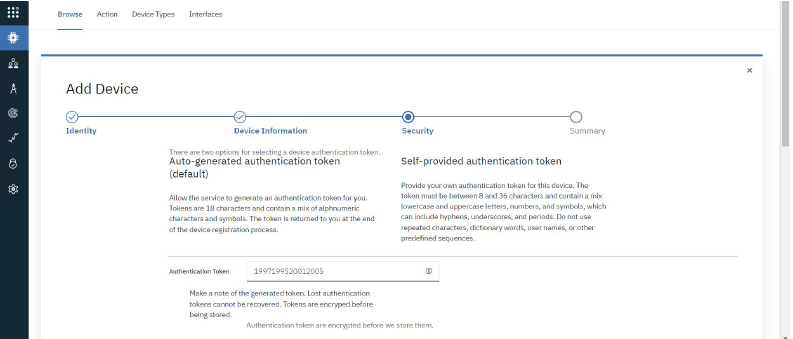 Browse Action Device Types Interfaces
Add Device
Identity Device Information Security Summary
There are two options for selecting a device authentication token.
Auto-generated authentication token
(default)
Allow the service to generate an authentication token for you.
Tokens are 18 characters and contain a mix of alphnumeric
characters and symbols. The token is returned to you at the end
of the device registration process.
Self-provided authentication token
Provide your own authentication token for this device. The
token must be between 8 and 36 characters and contain a mix
lowercase and uppercase letters, numbers, and symbols, which
can include hyphens, underscores, and periods. Do not use
repeated characters, dictionary words, user names, or other
predefined sequences.
Authentication Token 1997199520012005
Make a note of the generated token. Lost authentication
tokens cannot be recovered. Tokens are encryped before
being stored.
Authentication token are encrypted before we store them.